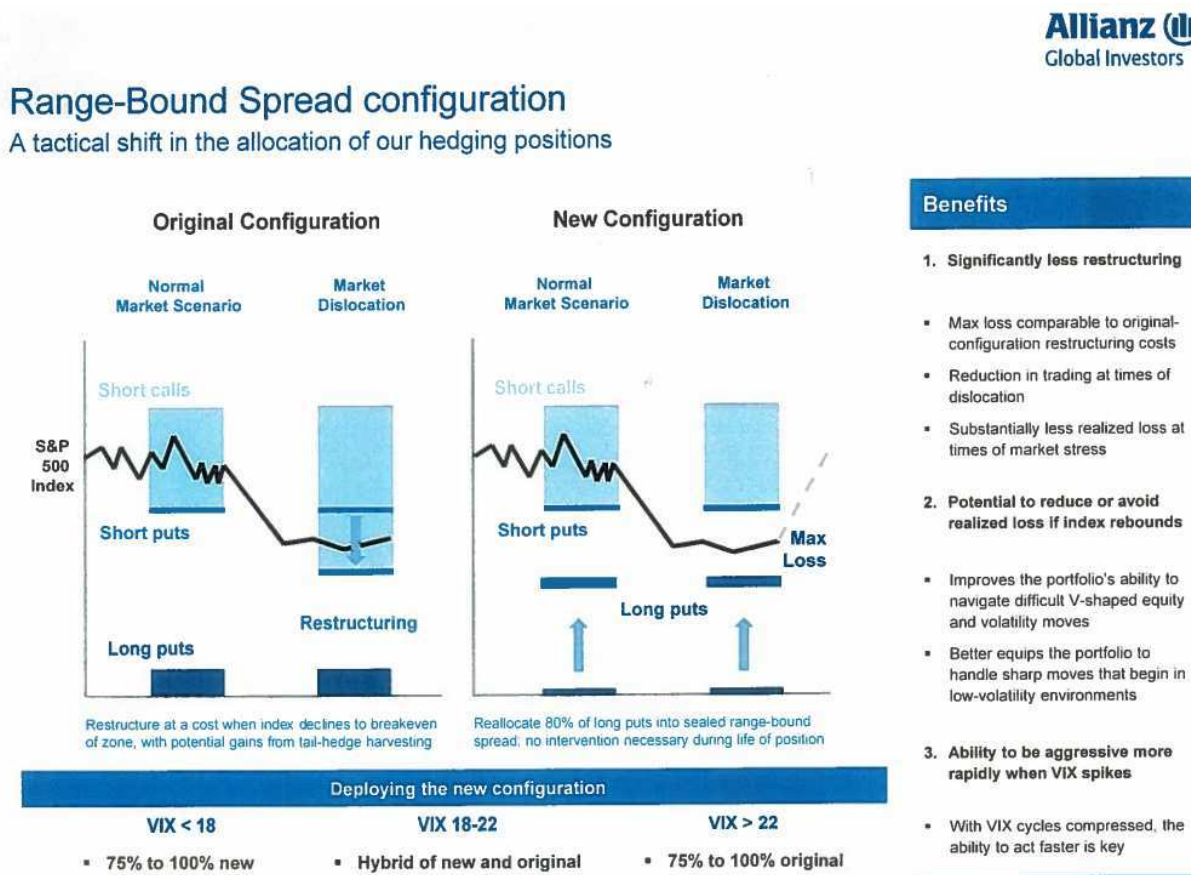 Allianz
Global Investors
Range-Bound Spread configuration
A tactical shift in the allocation of our hedging positions
Original Configuration
Normal
Market Scenario
Market
Dislocation
Short calls
S&P
500
Index
Short puts
Restructuring
Long puts
Restructure at a cost when index declines to breakeven
of zone, with potential gains from tail-hedge harvesting
New Configuration
Normal
Market Scenario
Market
Dislocation
Short calls
Short puts
Max
Loss
Long puts
Reallocate 80% of long puts into sealed range-bound
spread; no intervention necessary during life of position
Deploying the new configuration
VIX < 18
▪ 75% to 100% new
VIX 18-22
▪ Hybrid of new and original
VIX > 22
▪ 75% to 100% original
Benefits
1. Significantly less restructuring
▪ Max loss comparable to original-
configuration restructuring costs
▪ Reduction in trading at times of
dislocation
▪ Substantially less realized loss at
times of market stress
2. Potential to reduce or avoid
realized loss if index rebounds
▪ Improves the portfolio's ability to
navigate difficult V-shaped equity
and volatility moves
▪ Better equips the portfolio to
handle sharp moves that begin in
low-volatility environments
3. Ability to be aggressive more
rapidly when VIX spikes
▪ With VIX cycles compressed, the
ability to act faster is key